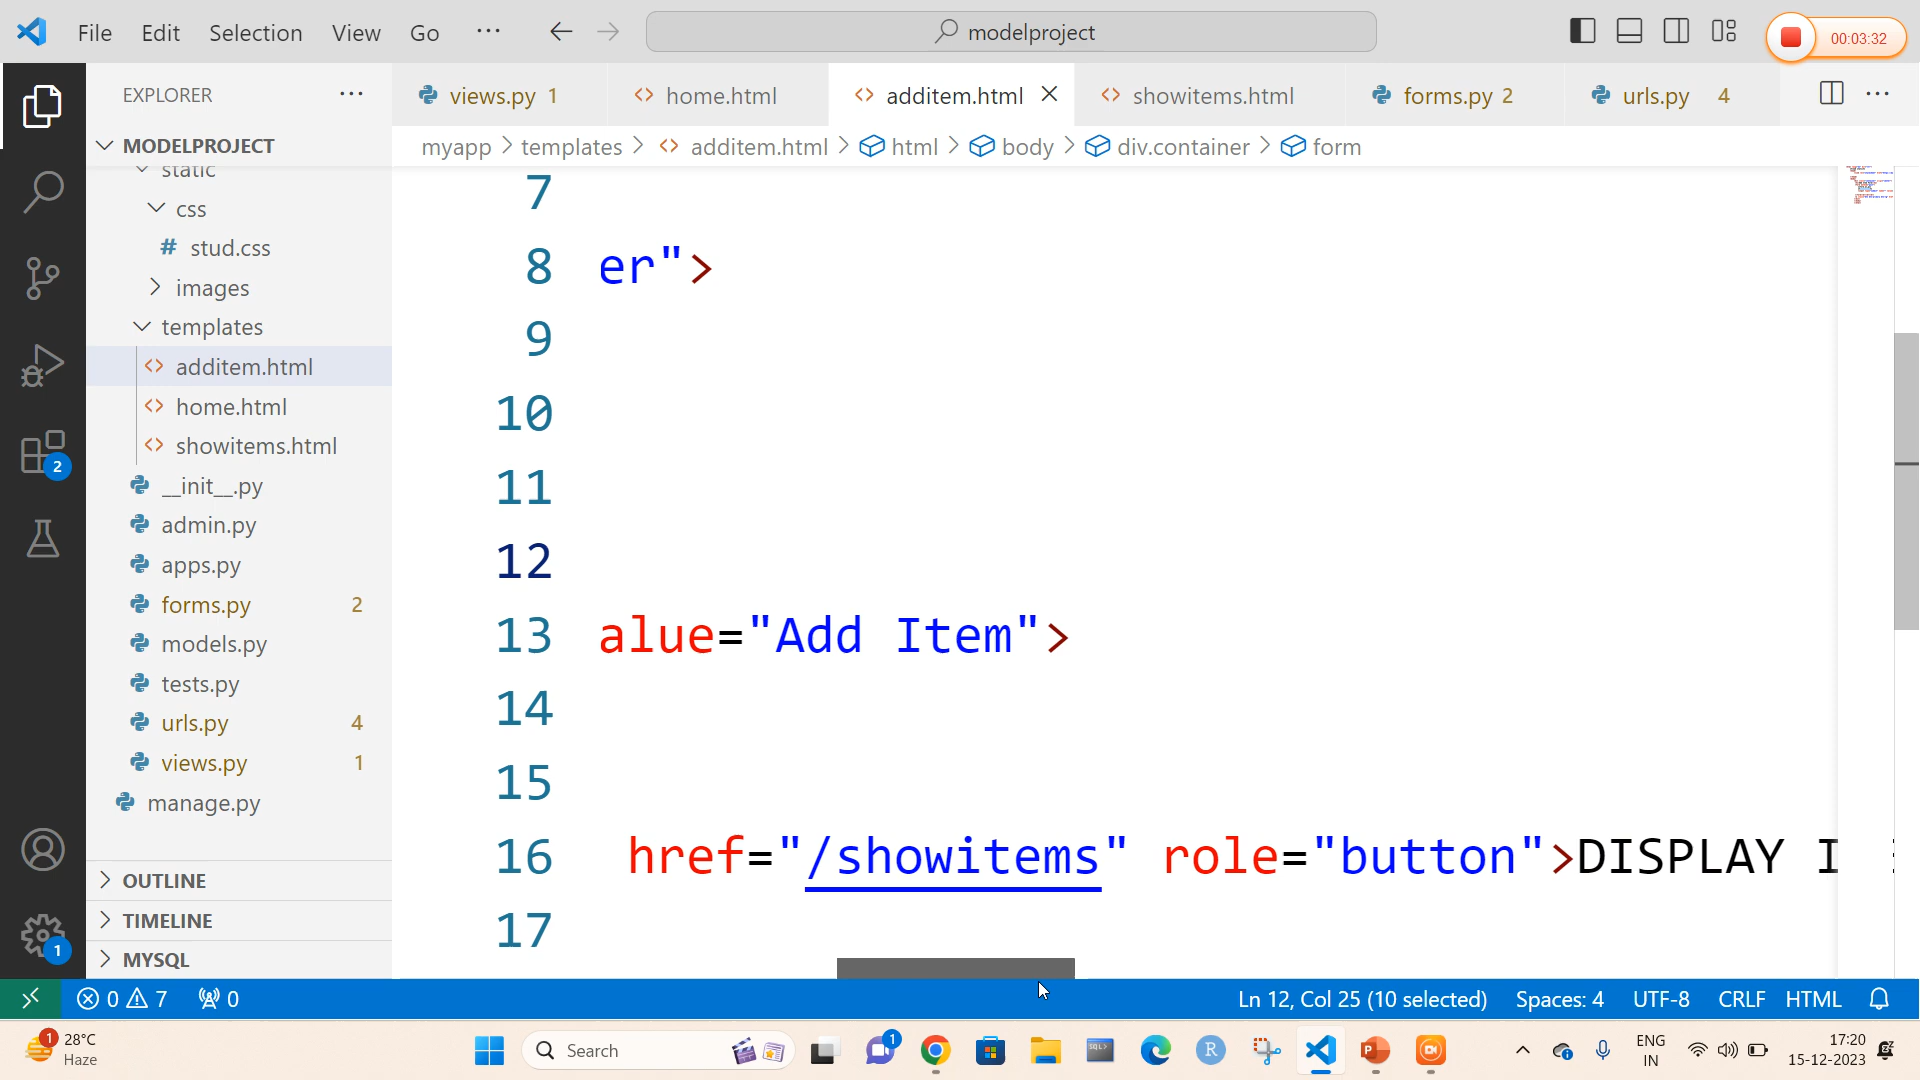 File Edit Selection View Go ··· modelproject 00:03:32
EXPLORER ···
views.py 1 home.html additem.html showitems.html forms.py 2 urls.py 4 ···
MODELPROJECT
myapp > templates > additem.html > html > body > div.container > form
static
css
# stud.css
images
templates
additem.html
home.html
showitems.html
__init__.py
admin.py
apps.py
forms.py 2
models.py
tests.py
urls.py 4
views.py 1
manage.py
OUTLINE
TIMELINE
MYSQL
2
1
7
8 er">
9
10
11
12
13 alue="Add Item">
14
15
16 href="/showitems" role="button">DISPLAY I
17
0 7 0 Ln 12, Col 25 (10 selected) Spaces: 4 UTF-8 CRLF HTML
1 28°C
Haze
Search
1
SQL>
R
P
ENG
IN
17:20
15-12-2023